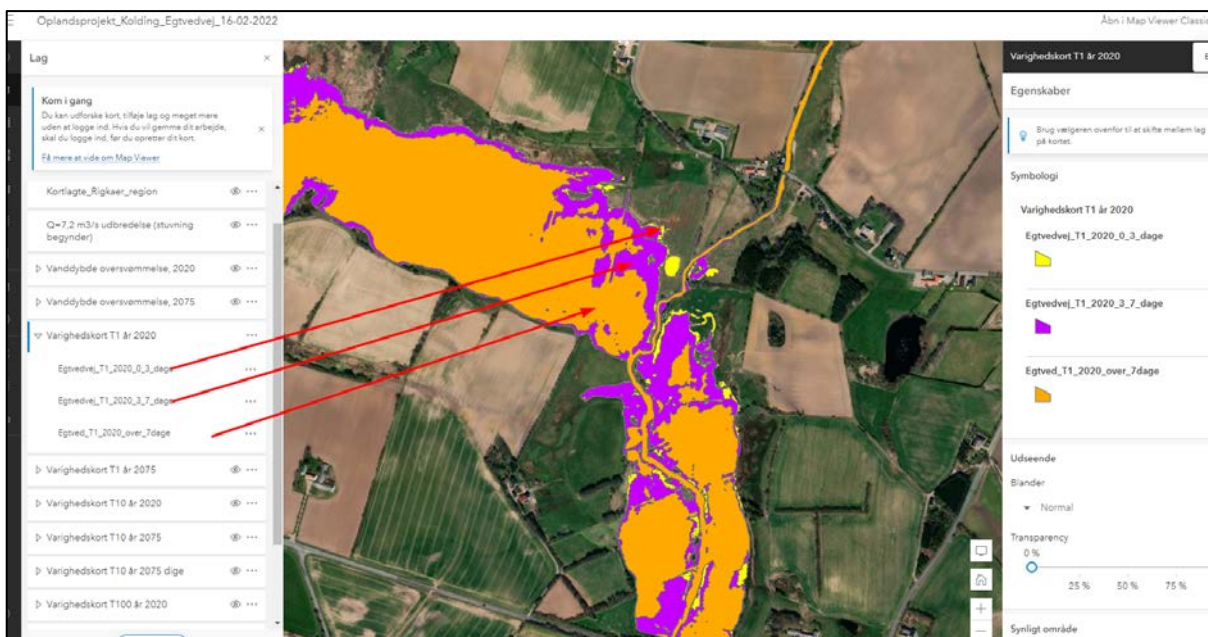 Oplandsprojekt_Kolding_Egtvedvej_16-02-2022
Åbn i Map Viewer Classic
Lag
Kom i gang
Du kan udforske kort, tilføje lag og meget mere
uden at logge ind. Hvis du vil gemme dit arbejde,
skal du logge ind, før du opretter dit kort.
Få mere at vide om Map Viewer
Kortlagte_Rigkaer_region
Q=7,2 m3/s udbredelse (stuvning
begynder)
Vanddybde oversvømmelse, 2020
Vanddybde oversvømmelse, 2075
Varighedskort T1 år 2020
Egtvedvej_T1_2020_0_3_dage
Egtvedvej_T1_2020_3_7_dage
Egtved_T1_2020_over_7dage
Varighedskort T1 år 2075
Varighedskort T10 år 2020
Varighedskort T10 år 2075
Varighedskort T10 år 2075 dige
Varighedskort T100 år 2020
Varighedskort T1 år 2020
Egenskaber
Brug vælgeren ovenfor til at skifte mellem lag
på kortet.
Symbologi
Varighedskort T1 år 2020
Egtvedvej_T1_2020_0_3_dage
Egtvedvej_T1_2020_3_7_dage
Egtved_T1_2020_over_7dage
Udseende
Blander
Normal
Transparency
0 %
25 % 50 % 75 %
Synligt område